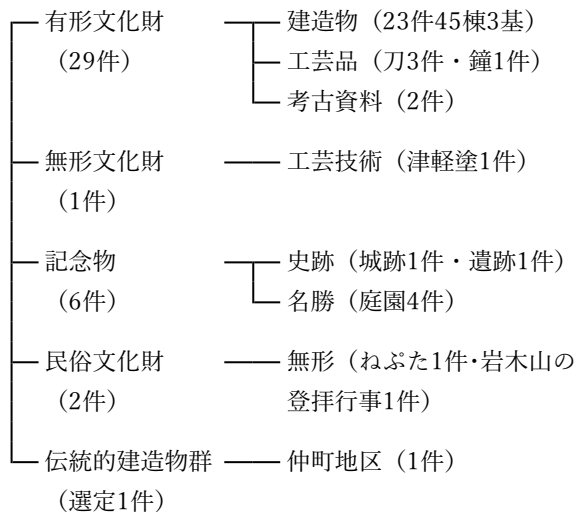 有形文化財 建造物（23件45棟3基）
（29件） 工芸品（刀3件・鐘1件）
考古資料（2件）
無形文化財 工芸技術（津軽塗1件）
（1件）
記念物 史跡（城跡1件・遺跡1件）
（6件） 名勝（庭園4件）
民俗文化財 無形（ねぷた1件・岩木山の
（2件） 登拝行事1件）
伝統的建造物群 仲町地区（1件）
（選定1件）